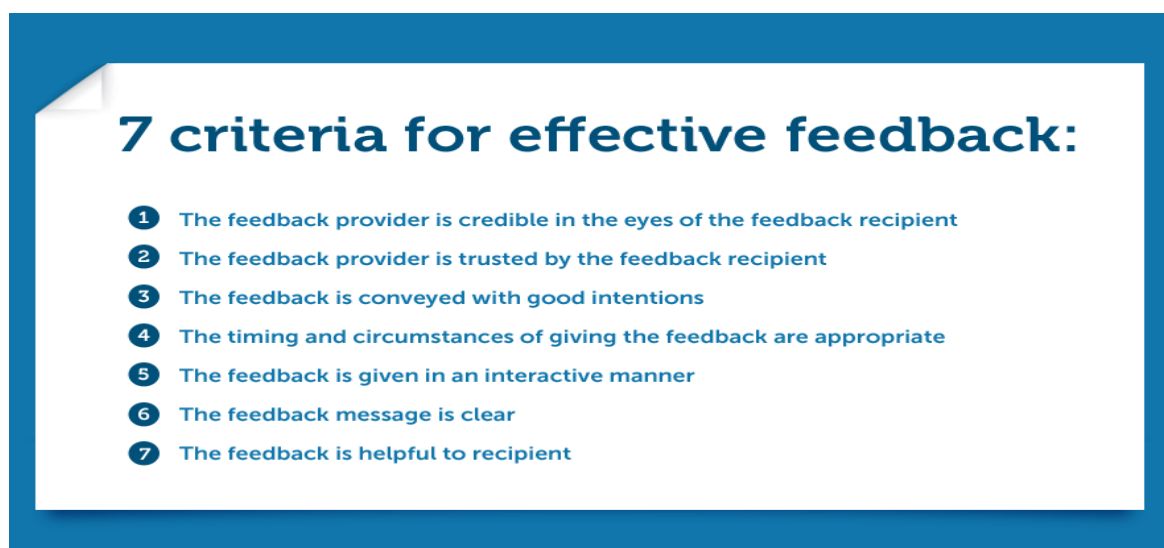 7 criteria for effective feedback:
1 The feedback provider is credible in the eyes of the feedback recipient
2 The feedback provider is trusted by the feedback recipient
3 The feedback is conveyed with good intentions
4 The timing and circumstances of giving the feedback are appropriate
5 The feedback is given in an interactive manner
6 The feedback message is clear
7 The feedback is helpful to recipient